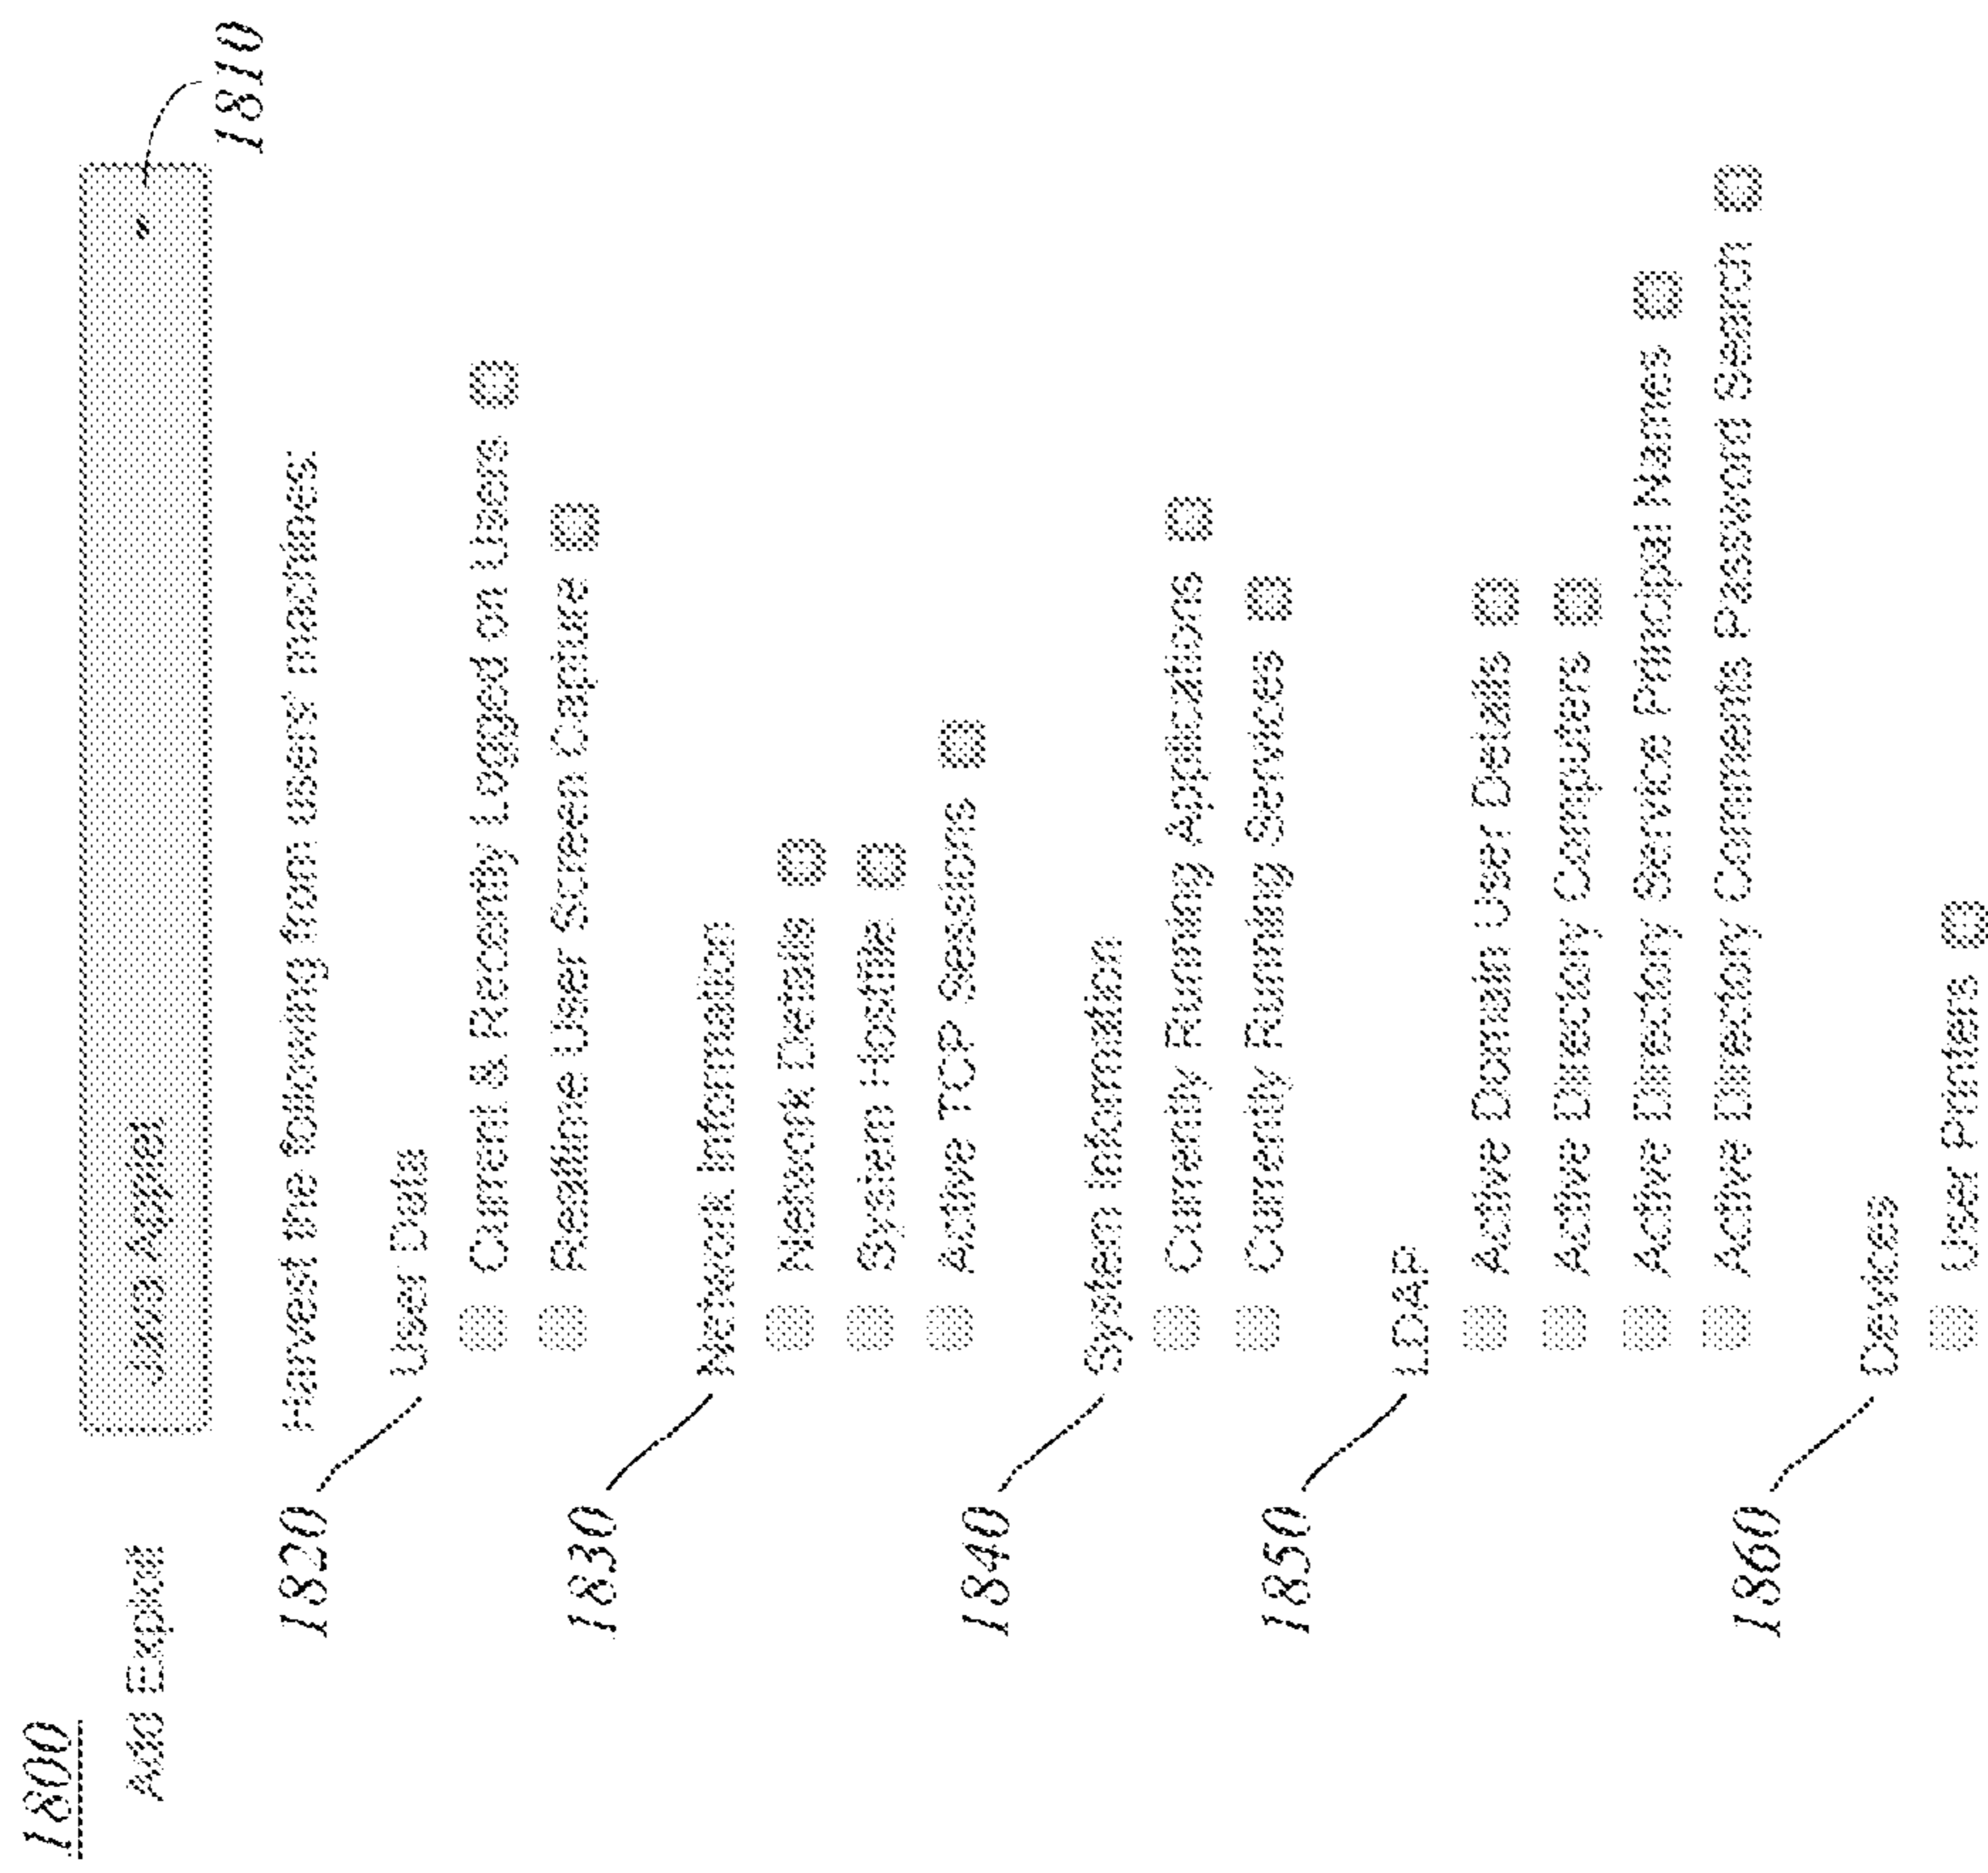 1800
Add Exploit
Java Applet
1810
Harvest the following from users' machines:
1820
User Data
Current & Recently Logged on Users
Realtime User Screen Capture
1830
Network Information
Network Details
System Hostfile
Active TCP Sessions
1840
System Information
Currently Running Applications
Currently Running Services
1850
LDAP
Active Domain User Details
Active Directory Computers
Active Directory Service Principal Names
Active Directory Comments Password Search
1860
Devices
User Printers